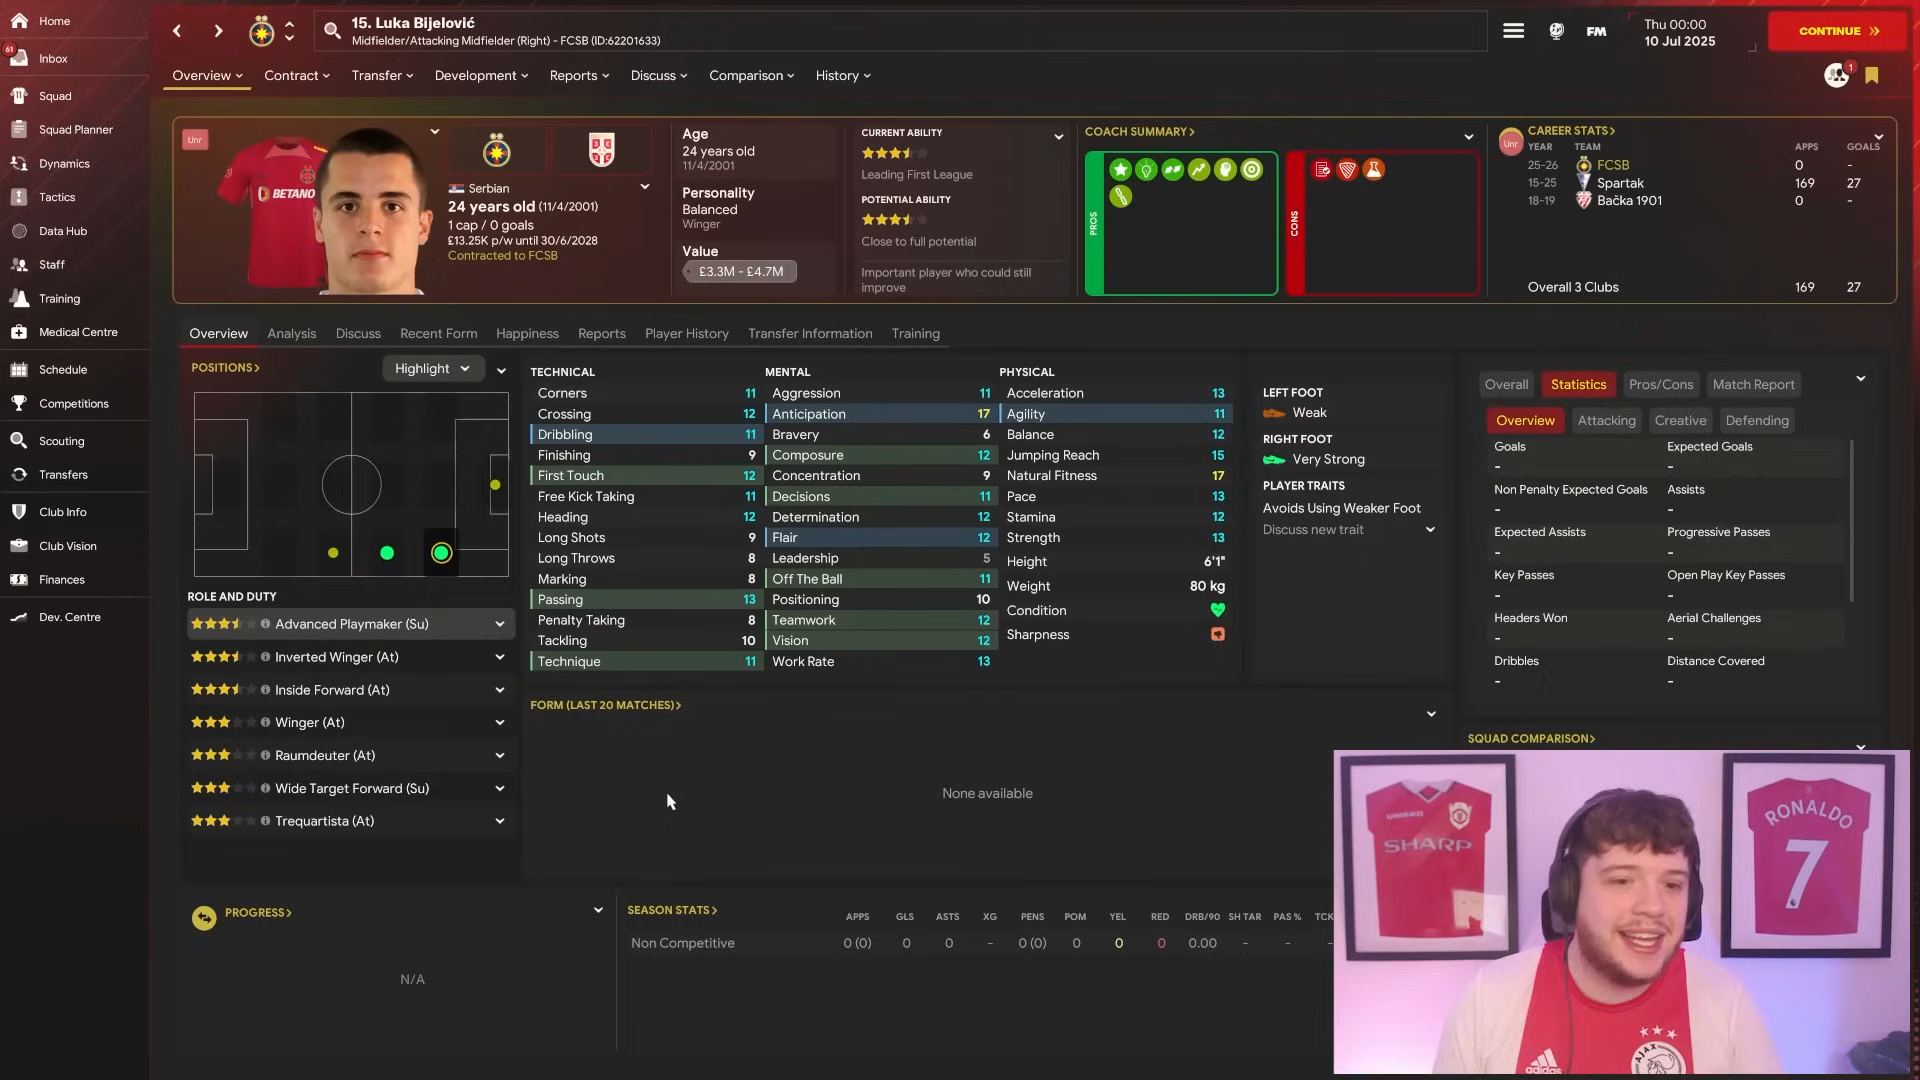 Home
61
Inbox
Squad
Squad Planner
Dynamics
Tactics
Data Hub
Staff
Training
Medical Centre
Schedule
Competitions
Scouting
Transfers
Club Info
Club Vision
Finances
Dev. Centre
15. Luka Bijelović
Midfielder/Attacking Midfielder (Right) - FCSB (ID:62201633)
FM
Thu 00:00
10 Jul 2025
CONTINUE
Overview
Contract
Transfer
Development
Reports
Discuss
Comparison
History
1
Unr
BETANO
Serbian
24 years old (11/4/2001)
1 cap / 0 goals
£13.25K p/w until 30/6/2028
Contracted to FCSB
Age
24 years old
11/4/2001
Personality
Balanced
Winger
Value
£3.3M - £4.7M
CURRENT ABILITY
Leading First League
POTENTIAL ABILITY
Close to full potential
Important player who could still
improve
COACH SUMMARY>
PROS
CONS
Unr
CAREER STATS>
YEAR TEAM APPS GOALS
25-26 FCSB 0 -
15-25 Spartak 169 27
18-19 Bačka 1901 0 -
Overall 3 Clubs 169 27
Overview Analysis Discuss Recent Form Happiness Reports Player History Transfer Information Training
POSITIONS>
Highlight
ROLE AND DUTY
Advanced Playmaker (Su)
Inverted Winger (At)
Inside Forward (At)
Winger (At)
Raumdeuter (At)
Wide Target Forward (Su)
Trequartista (At)
TECHNICAL
Corners 11
Crossing 12
Dribbling 11
Finishing 9
First Touch 12
Free Kick Taking 11
Heading 12
Long Shots 9
Long Throws 8
Marking 8
Passing 13
Penalty Taking 8
Tackling 10
Technique 11
MENTAL
Aggression 11
Anticipation 17
Bravery 6
Composure 12
Concentration 9
Decisions 11
Determination 12
Flair 12
Leadership 5
Off The Ball 11
Positioning 10
Teamwork 12
Vision 12
Work Rate 13
PHYSICAL
Acceleration 13
Agility 11
Balance 12
Jumping Reach 15
Natural Fitness 17
Pace 13
Stamina 12
Strength 13
Height 6'1"
Weight 80 kg
Condition
Sharpness
LEFT FOOT
Weak
RIGHT FOOT
Very Strong
PLAYER TRAITS
Avoids Using Weaker Foot
Discuss new trait
Overall Statistics Pros/Cons Match Report
Overview Attacking Creative Defending
Goals Expected Goals
- -
Non Penalty Expected Goals Assists
- -
Expected Assists Progressive Passes
- -
Key Passes Open Play Key Passes
- -
Headers Won Aerial Challenges
- -
Dribbles Distance Covered
- -
SQUAD COMPARISON>
FORM (LAST 20 MATCHES)>
None available
PROGRESS>
N/A
SEASON STATS>
APPS GLS ASTS XG PENS POM YEL RED DRB/90 SH TAR PAS % TCK
Non Competitive 0 (0) 0 0 - 0 (0) 0 0 0 0.00 - - -
UMBRO
SHARP
RONALDO
7
adidas
AJAX